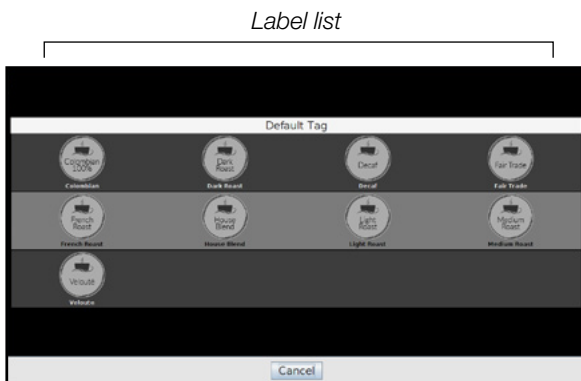 Label list
Default Tag
Colombian 100% Dark Roast Decaf Fair Trade
Colombian Dark Roast Decaf Fair Trade
French Roast House Blend Light Roast Medium Roast
French Roast House Blend Light Roast Medium Roast
Velouté
Veloute
Cancel